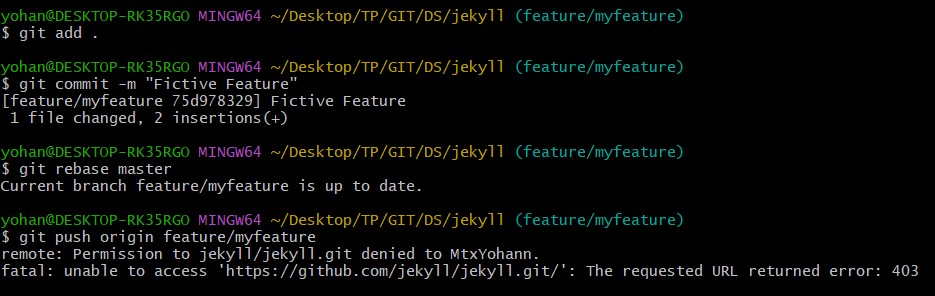 yohan@DESKTOP-RK35RGO MINGW64 ~/Desktop/TP/GIT/DS/jekyll (feature/myfeature)
$ git add .
yohan@DESKTOP-RK35RGO MINGW64 ~/Desktop/TP/GIT/DS/jekyll (feature/myfeature)
$ git commit -m "Fictive Feature"
[feature/myfeature 75d978329] Fictive Feature
 1 file changed, 2 insertions(+)
yohan@DESKTOP-RK35RGO MINGW64 ~/Desktop/TP/GIT/DS/jekyll (feature/myfeature)
$ git rebase master
Current branch feature/myfeature is up to date.
yohan@DESKTOP-RK35RGO MINGW64 ~/Desktop/TP/GIT/DS/jekyll (feature/myfeature)
$ git push origin feature/myfeature
remote: Permission to jekyll/jekyll.git denied to MtxYohann.
fatal: unable to access 'https://github.com/jekyll/jekyll.git/': The requested URL returned error: 403